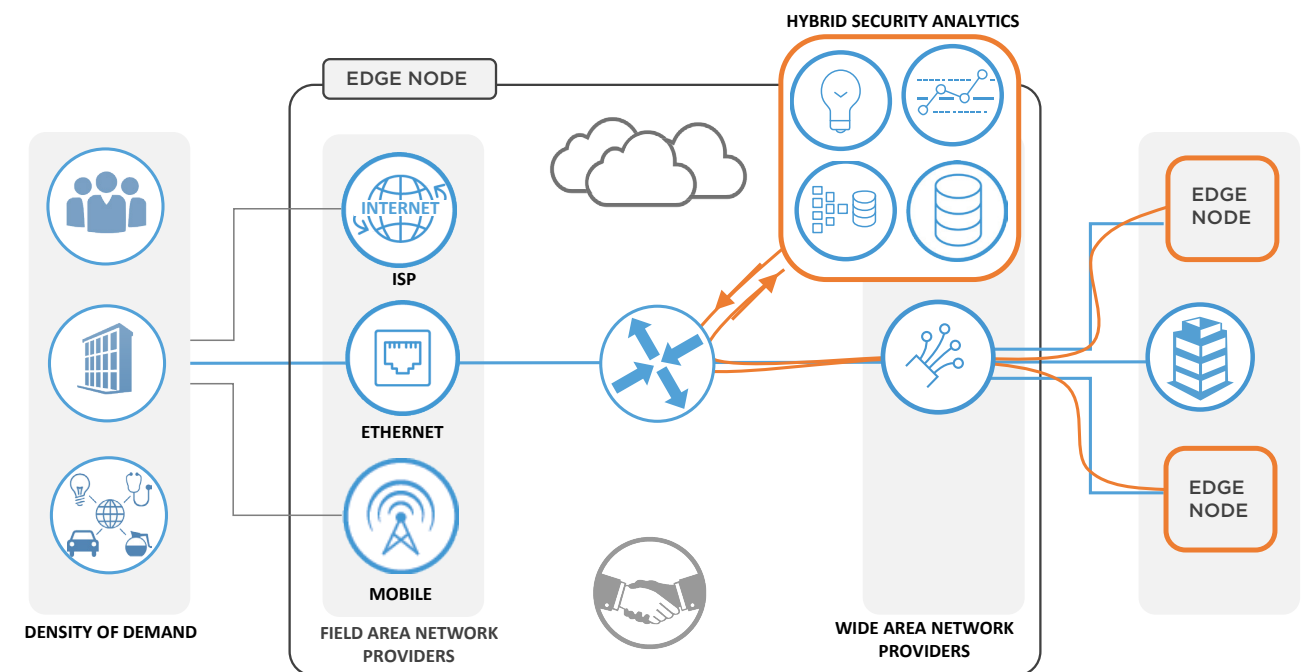 HYBRID SECURITY ANALYTICS
EDGE NODE
INTERNET
ISP
ETHERNET
MOBILE
EDGE
NODE
EDGE
NODE
DENSITY OF DEMAND
FIELD AREA NETWORK
PROVIDERS
WIDE AREA NETWORK
PROVIDERS